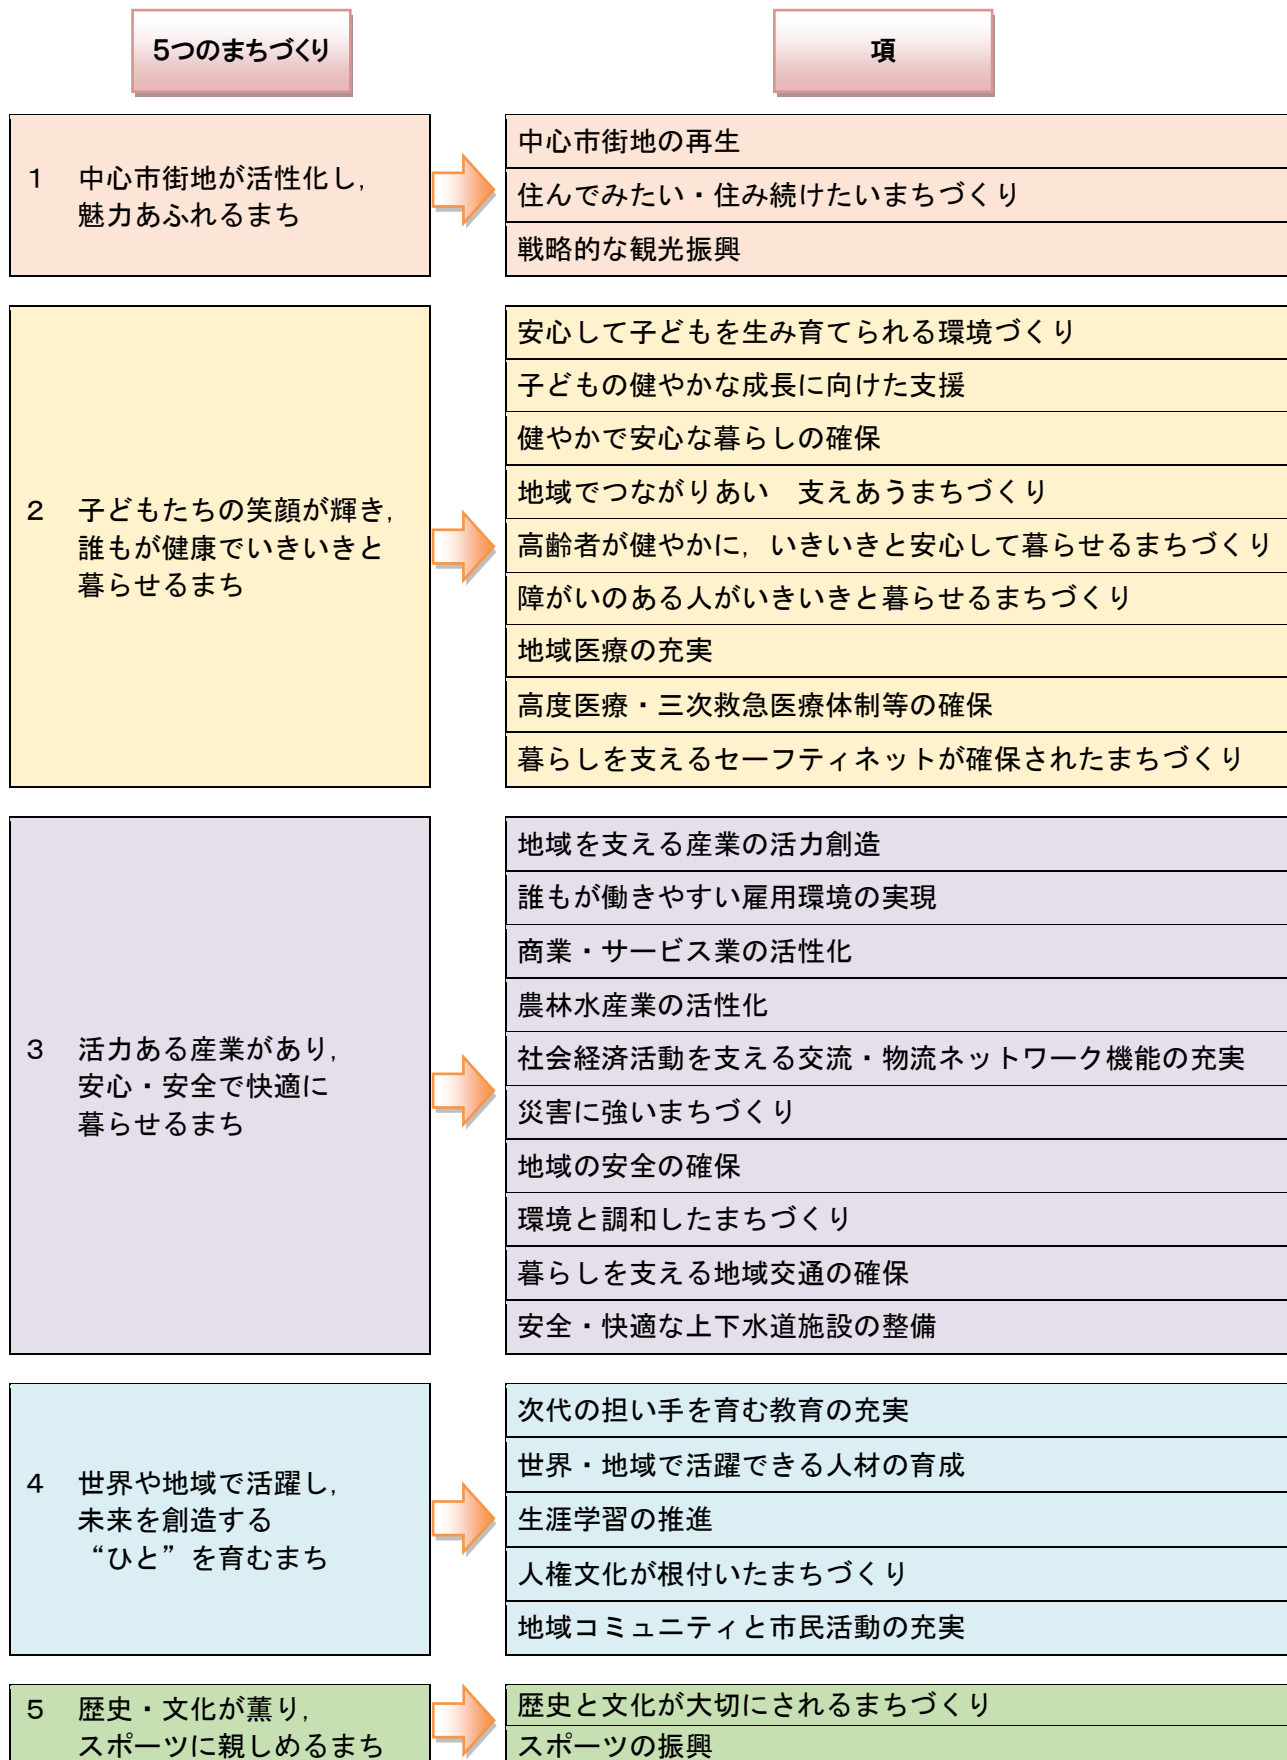 5つのまちづくり
項
1 中心市街地が活性化し,
魅力あふれるまち
中心市街地の再生
住んでみたい・住み続けたいまちづくり
戦略的な観光振興
2 子どもたちの笑顔が輝き,
誰もが健康でいきいきと
暮らせるまち
安心して子どもを生み育てられる環境づくり
子どもの健やかな成長に向けた支援
健やかで安心な暮らしの確保
地域でつながりあい 支えあうまちづくり
高齢者が健やかに,いきいきと安心して暮らせるまちづくり
障がいのある人がいきいきと暮らせるまちづくり
地域医療の充実
高度医療・三次救急医療体制等の確保
暮らしを支えるセーフティネットが確保されたまちづくり
3 活力ある産業があり,
安心・安全で快適に
暮らせるまち
地域を支える産業の活力創造
誰もが働きやすい雇用環境の実現
商業・サービス業の活性化
農林水産業の活性化
社会経済活動を支える交流・物流ネットワーク機能の充実
災害に強いまちづくり
地域の安全の確保
環境と調和したまちづくり
暮らしを支える地域交通の確保
安全・快適な上下水道施設の整備
4 世界や地域で活躍し,
未来を創造する
“ひと”を育むまち
次代の担い手を育む教育の充実
世界・地域で活躍できる人材の育成
生涯学習の推進
人権文化が根付いたまちづくり
地域コミュニティと市民活動の充実
5 歴史・文化が薫り,
スポーツに親しめるまち
歴史と文化が大切にされるまちづくり
スポーツの振興